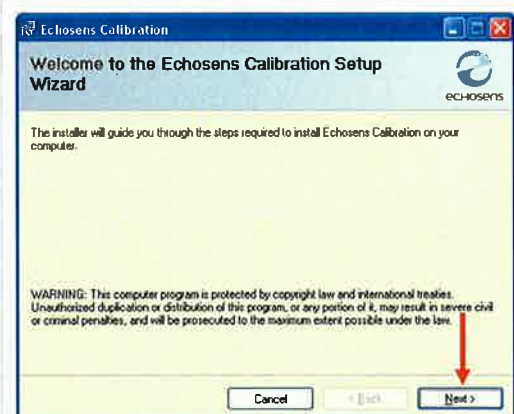 Echosens Calibration
Welcome to the Echosens Calibration Setup
Wizard
ECHOSENS
The installer will guide you through the steps required to install Echosens Calibration on your
computer.
WARNING: This computer program is protected by copyright law and international treaties.
Unauthorized duplication or distribution of this program, or any portion of it, may result in severe civil
or criminal penalties, and will be prosecuted to the maximum extent possible under the law.
Cancel
< Back
Next >